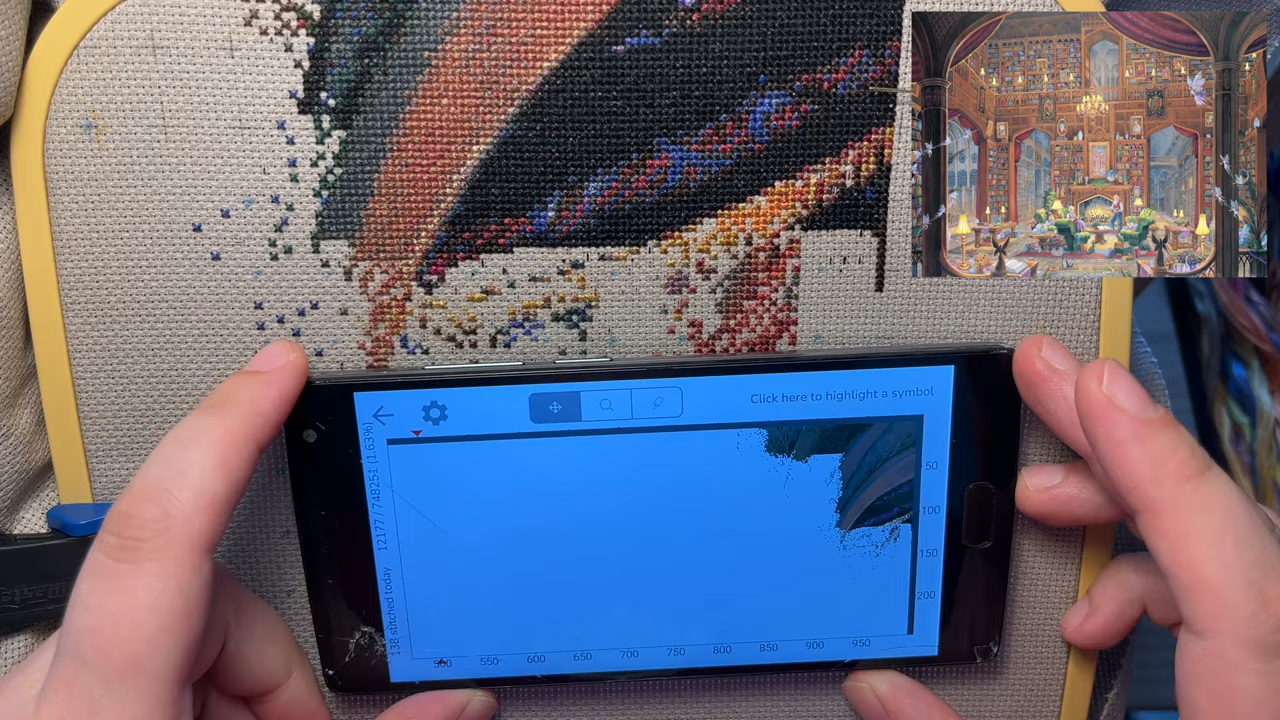 Click here to highlight a symbol
138 stitched today 12177 / 748251 (1.63%)
50
100
150
200
500 550 600 650 700 750 800 850 900 950